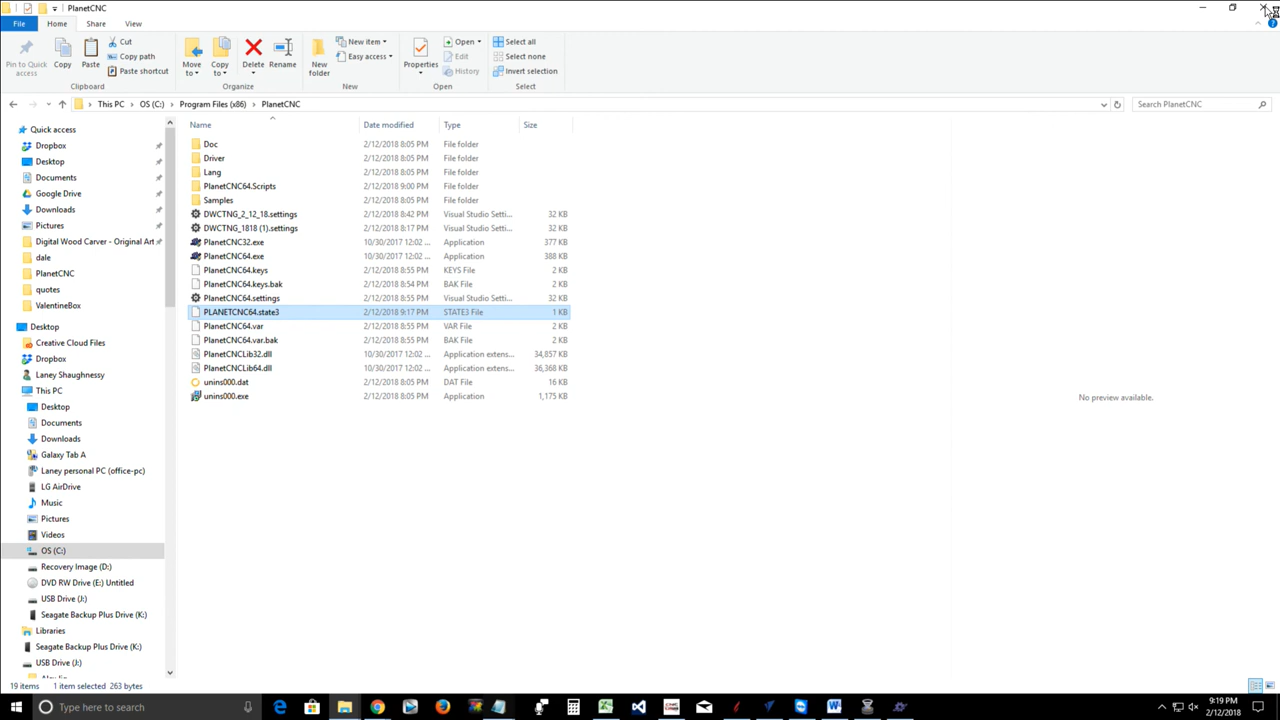 PlanetCNC
File Home Share View
Pin to Quick access
Copy
Paste
Cut
Copy path
Paste shortcut
Move to
Copy to
Delete
Rename
New folder
New item
Easy access
Properties
Open
Edit
History
Select all
Select none
Invert selection
Clipboard Organize New Open Select
This PC OS (C:) Program Files (x86) PlanetCNC Search PlanetCNC
Name Date modified Type Size
Doc 2/12/2018 8:05 PM File folder
Driver 2/12/2018 8:05 PM File folder
Lang 2/12/2018 8:05 PM File folder
PlanetCNC64.Scripts 2/12/2018 9:00 PM File folder
Samples 2/12/2018 8:05 PM File folder
DWCTNG_2_12_18.settings 2/12/2018 8:42 PM Visual Studio Setti... 32 KB
DWCTNG_1818 (1).settings 2/12/2018 8:17 PM Visual Studio Setti... 32 KB
PlanetCNC32.exe 10/30/2017 12:02 ... Application 377 KB
PlanetCNC64.exe 10/30/2017 12:02 ... Application 388 KB
PlanetCNC64.keys 2/12/2018 8:55 PM KEYS File 2 KB
PlanetCNC64.keys.bak 2/12/2018 8:54 PM BAK File 2 KB
PlanetCNC64.settings 2/12/2018 8:55 PM Visual Studio Setti... 32 KB
PLANETCNC64.state3 2/12/2018 9:17 PM STATE3 File 1 KB
PlanetCNC64.var 2/12/2018 8:55 PM VAR File 2 KB
PlanetCNC64.var.bak 2/12/2018 8:55 PM BAK File 2 KB
PlanetCNCLib32.dll 10/30/2017 12:02 ... Application extens... 34,857 KB
PlanetCNCLib64.dll 10/30/2017 12:02 ... Application extens... 36,368 KB
unins000.dat 2/12/2018 8:05 PM DAT File 16 KB
unins000.exe 2/12/2018 8:05 PM Application 1,175 KB
Quick access
Dropbox
Desktop
Documents
Google Drive
Downloads
Pictures
Digital Wood Carver - Original Art
dale
PlanetCNC
quotes
ValentineBox
Desktop
Creative Cloud Files
Dropbox
Laney Shaughnessy
This PC
Desktop
Documents
Downloads
Galaxy Tab A
Laney personal PC (office-pc)
LG AirDrive
Music
Pictures
Videos
OS (C:)
Recovery Image (D:)
DVD RW Drive (E:) Untitled
USB Drive (J:)
Seagate Backup Plus Drive (K:)
Libraries
Seagate Backup Plus Drive (K:)
USB Drive (J:)
No preview available.
19 items 1 item selected 263 bytes
Type here to search
9:19 PM
2/12/2018